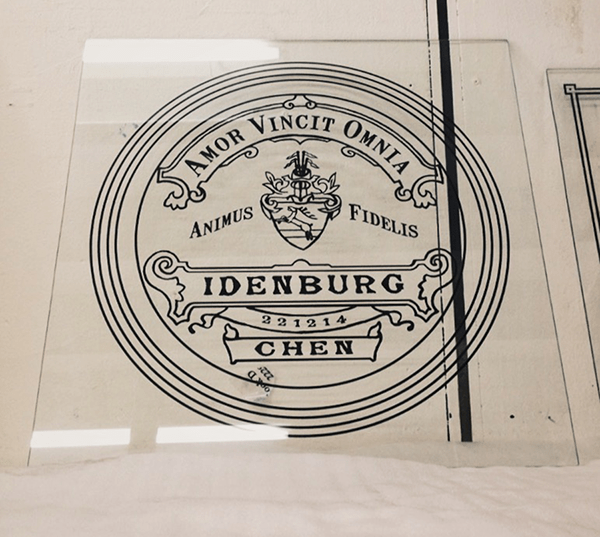 AMOR VINCIT OMNIA
ANIMUS FIDELIS
IDENBURG
221214
CHEN